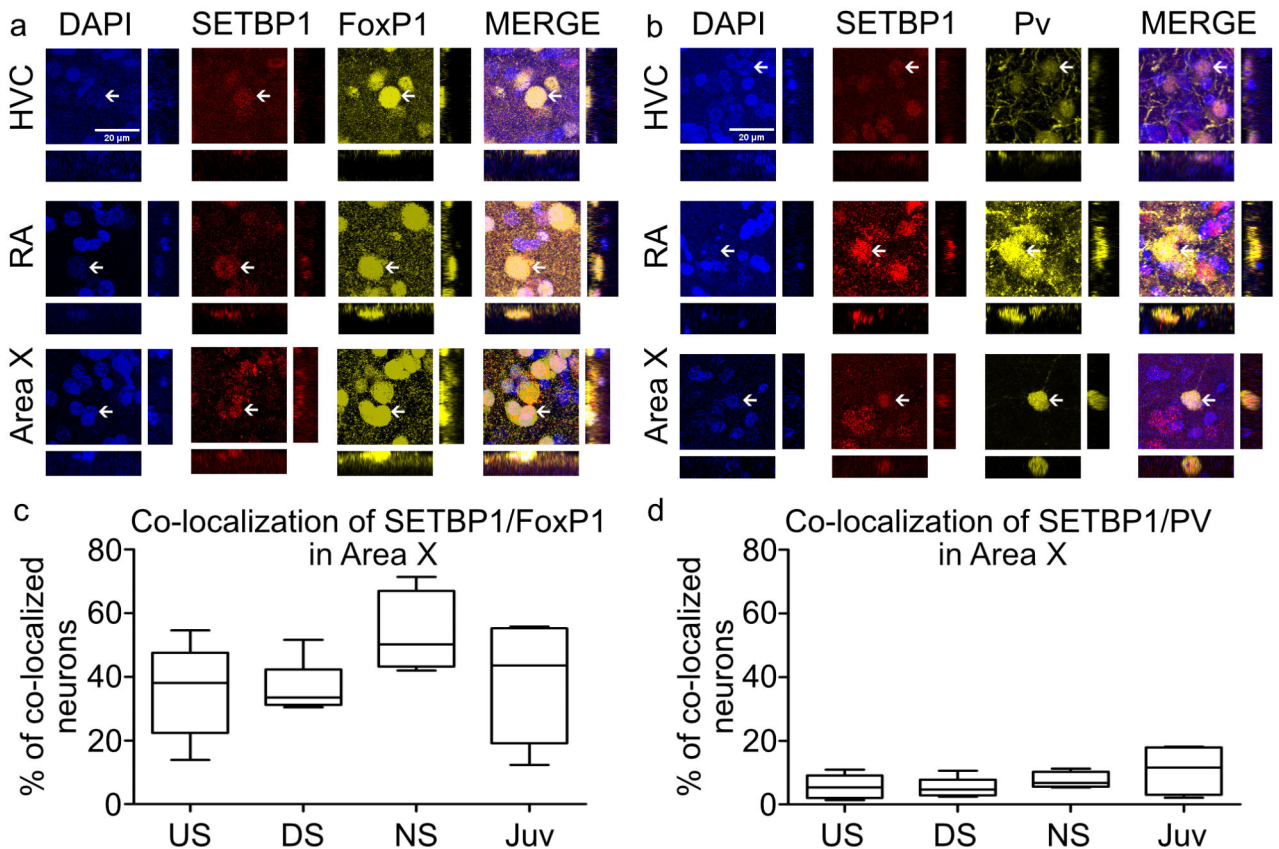 a
DAPI SETBP1 FoxP1 MERGE
HVC
20 µm
RA
Area X
b
DAPI SETBP1 Pv MERGE
HVC
20 µm
RA
Area X
c
Co-localization of SETBP1/FoxP1
in Area X
% of co-localized
neurons
80
60
40
20
0
US DS NS Juv
d
Co-localization of SETBP1/PV
in Area X
% of co-localized
neurons
80
60
40
20
0
US DS NS Juv